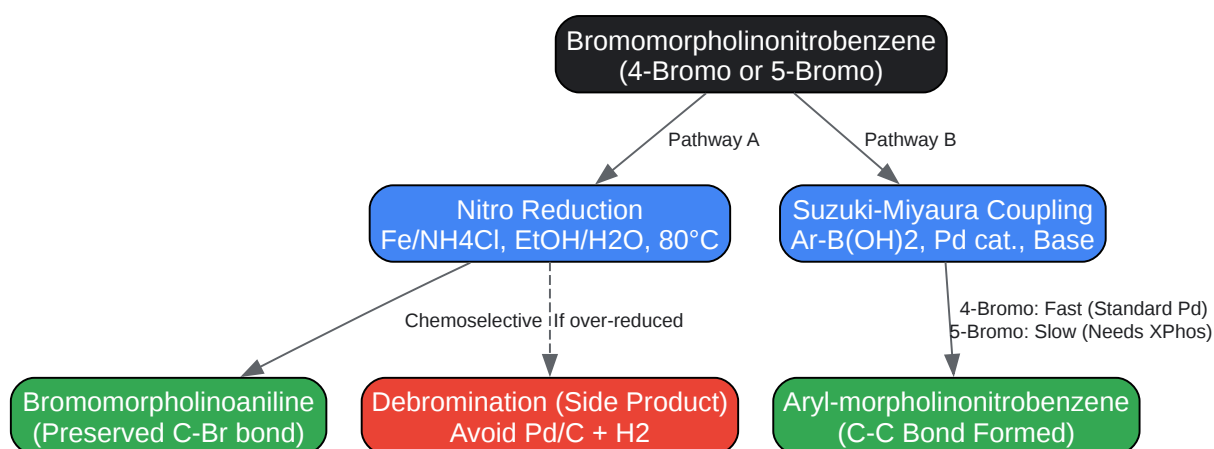 Bromomorpholinonitrobenzene
(4-Bromo or 5-Bromo)
Pathway A
Pathway B
Nitro Reduction
Fe/NH4Cl, EtOH/H2O, 80°C
Suzuki-Miyaura Coupling
Ar-B(OH)2, Pd cat., Base
Chemoselective
If over-reduced
4-Bromo: Fast (Standard Pd)
5-Bromo: Slow (Needs XPhos)
Bromomorpholinoaniline
(Preserved C-Br bond)
Debromination (Side Product)
Avoid Pd/C + H2
Aryl-morpholinonitrobenzene
(C-C Bond Formed)